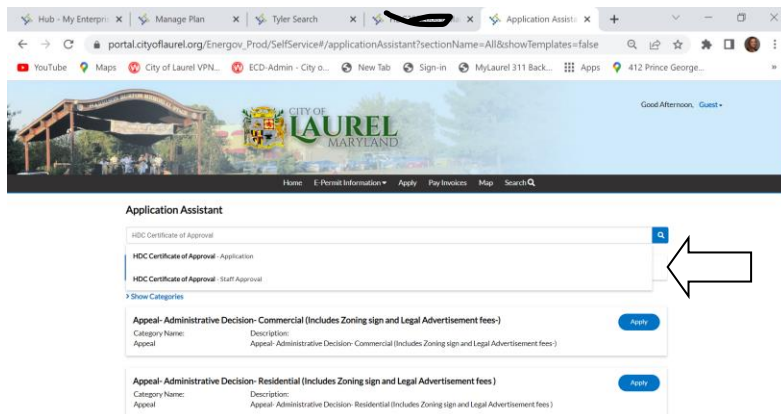 Hub - My Enterpri
Manage Plan
Tyler Search
Application Assista
portal.cityoflaurel.org/Energov_Prod/SelfService#/applicationAssistant?sectionName=All&showTemplates=false
YouTube Maps City of Laurel VPN... ECD-Admin - City o... New Tab Sign-in MyLaurel 311 Back... Apps 412 Prince George...
Good Afternoon, Guest
CITY OF
LAUREL
MARYLAND
Home E-Permit Information Apply Pay Invoices Map Search
Application Assistant
HDC Certificate of Approval
HDC Certificate of Approval - Application
HDC Certificate of Approval - Staff Approval
Show Categories
Appeal- Administrative Decision- Commercial (Includes Zoning sign and Legal Advertisement fees-)
Apply
Category Name: Description:
Appeal Appeal- Administrative Decision- Commercial (Includes Zoning sign and Legal Advertisement fees-)
Appeal- Administrative Decision- Residential (Includes Zoning sign and Legal Advertisement fees )
Apply
Category Name: Description:
Appeal Appeal- Administrative Decision- Residential (Includes Zoning sign and Legal Advertisement fees )